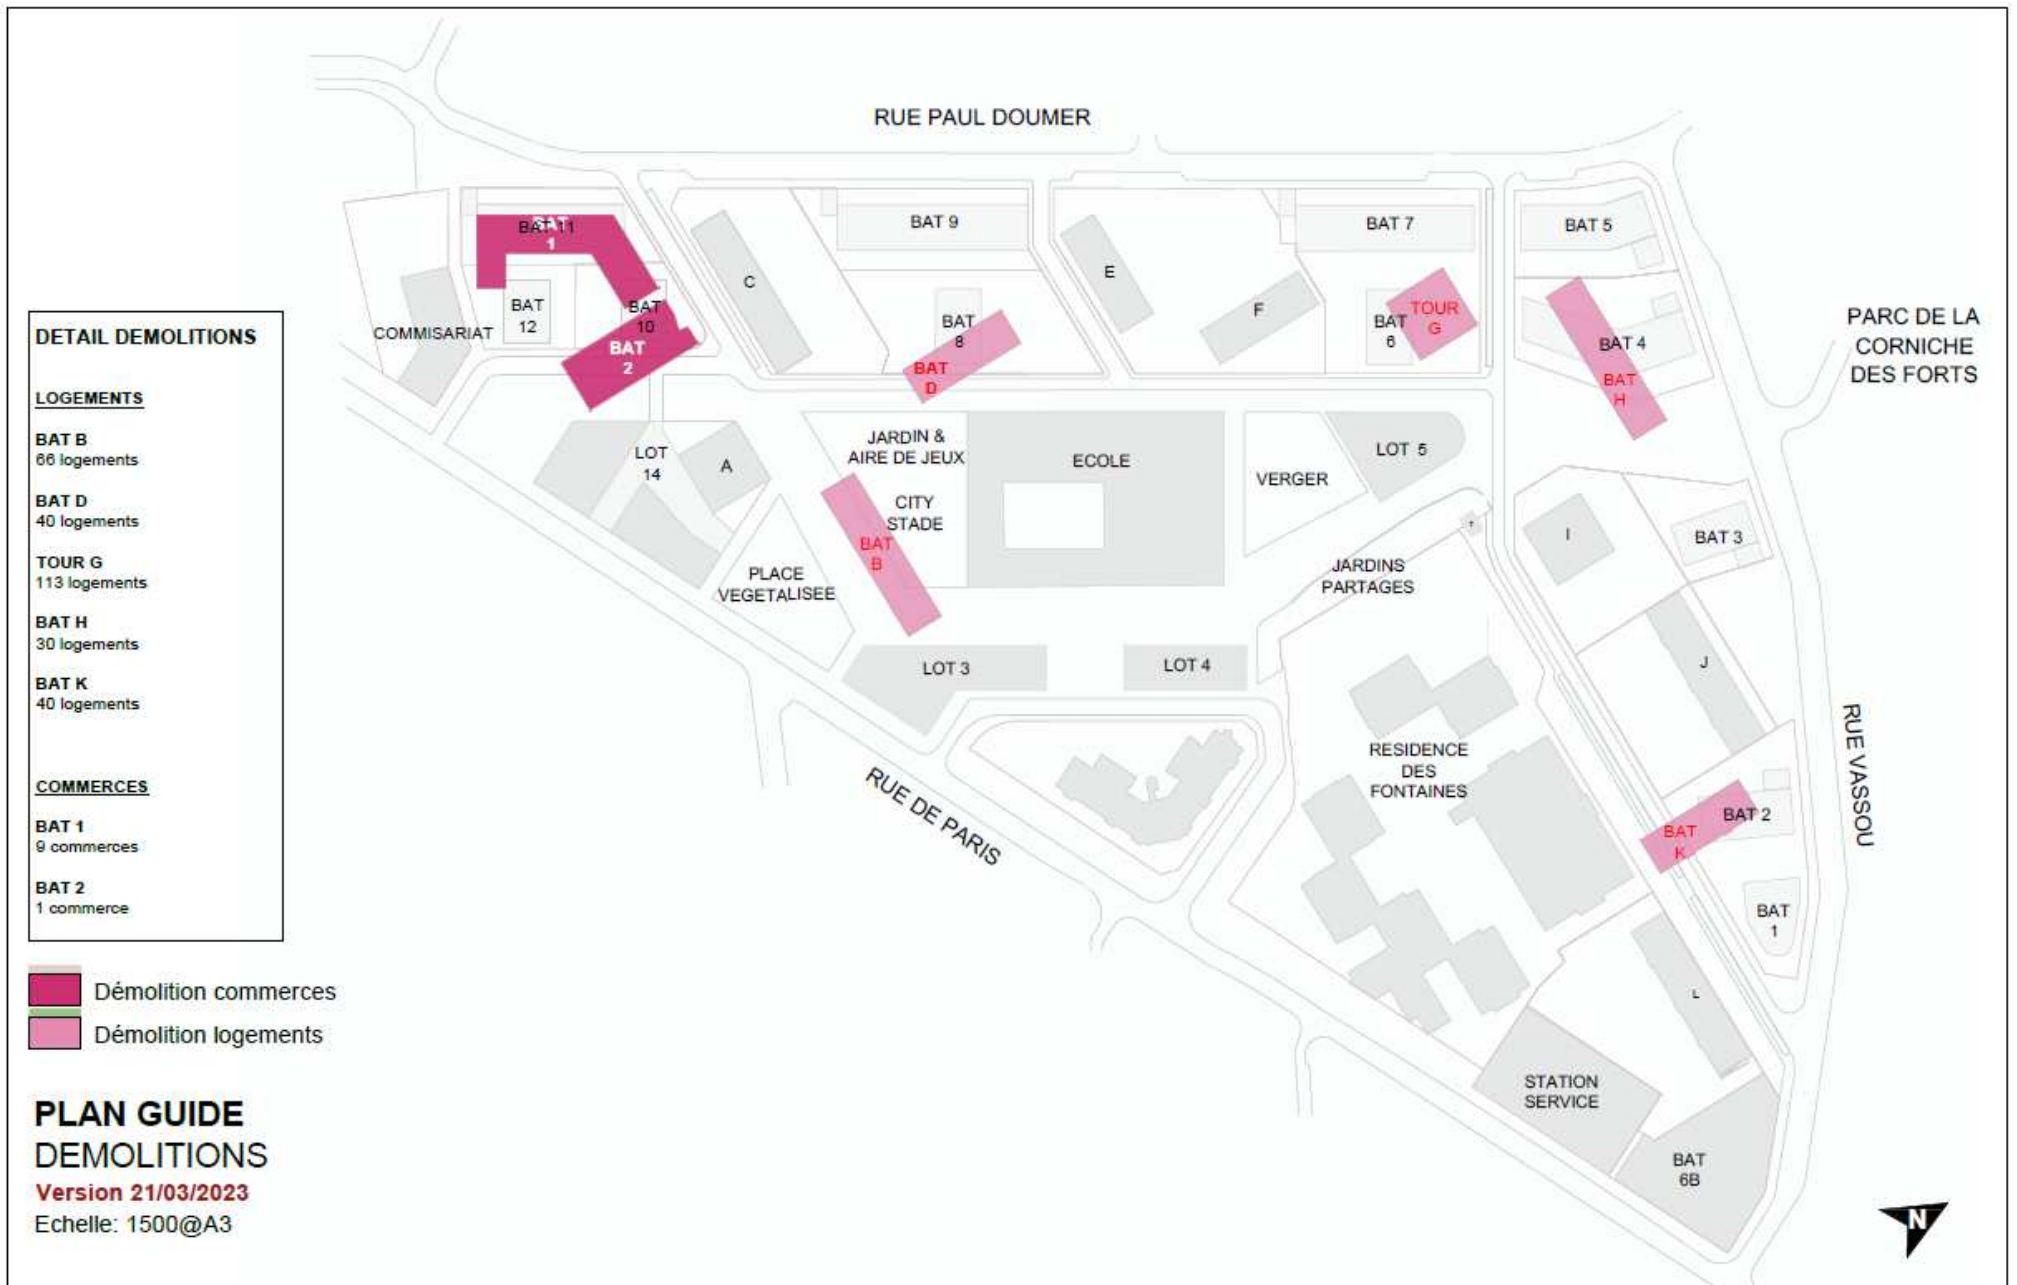 RUE PAUL DOUMER
BAT 11
BAT
1
BAT 9
BAT 7
BAT 5
C
E
F
BAT
12
BAT
10
COMMISARIAT
BAT
2
BAT
8
BAT
D
BAT
6
TOUR
G
BAT 4
BAT
H
PARC DE LA
CORNICHE
DES FORTS
DETAIL DEMOLITIONS
LOGEMENTS
BAT B
66 logements
BAT D
40 logements
TOUR G
113 logements
BAT H
30 logements
BAT K
40 logements
COMMERCES
BAT 1
9 commerces
BAT 2
1 commerce
LOT
14
A
JARDIN &
AIRE DE JEUX
CITY
STADE
BAT
B
ECOLE
VERGER
LOT 5
PLACE
VEGETALISEE
JARDINS
PARTAGES
I
BAT 3
LOT 3
LOT 4
J
RESIDENCE
DES
FONTAINES
RUE DE PARIS
RUE VASSOU
BAT 2
BAT
K
BAT
1
L
STATION
SERVICE
BAT
6B
Démolition commerces
Démolition logements
PLAN GUIDE
DEMOLITIONS
Version 21/03/2023
Echelle: 1500@A3
N